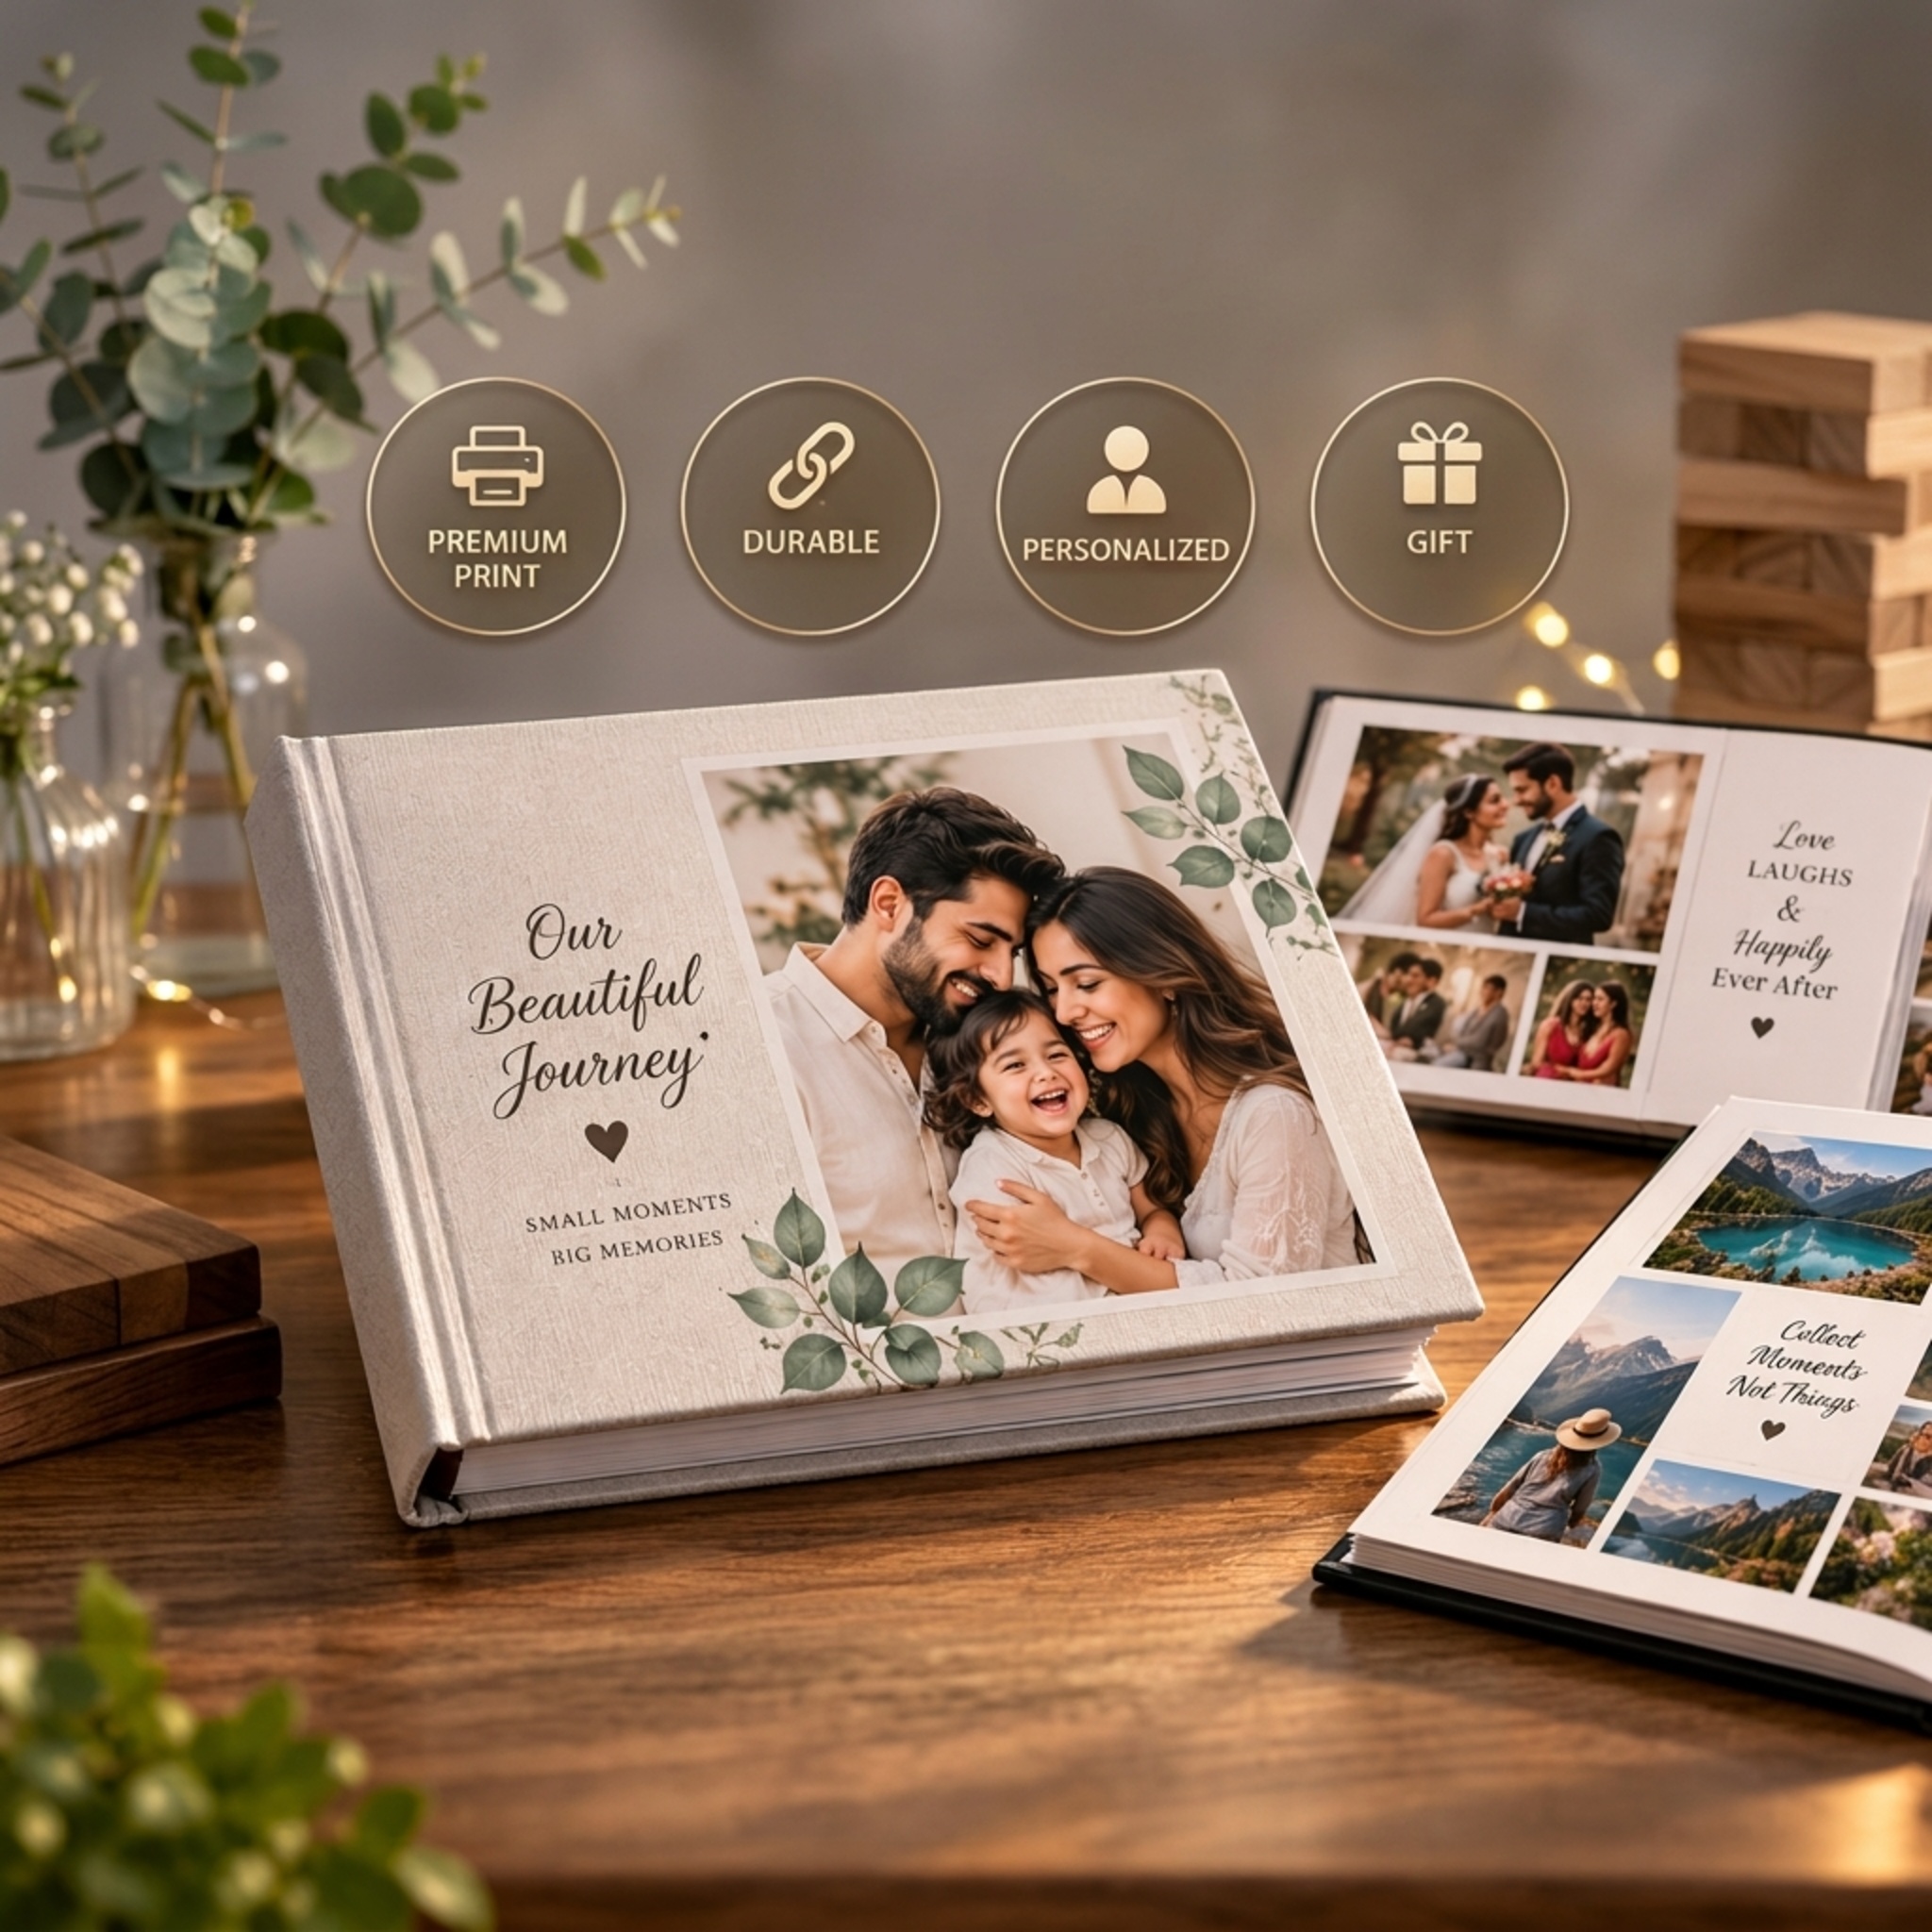 PREMIUM
PRINT
DURABLE
PERSONALIZED
GIFT
Our
Beautiful
Journey
SMALL MOMENTS
BIG MEMORIES
Love
LAUGHS
&
Happily
Ever After
Collect
Moments
Not Things